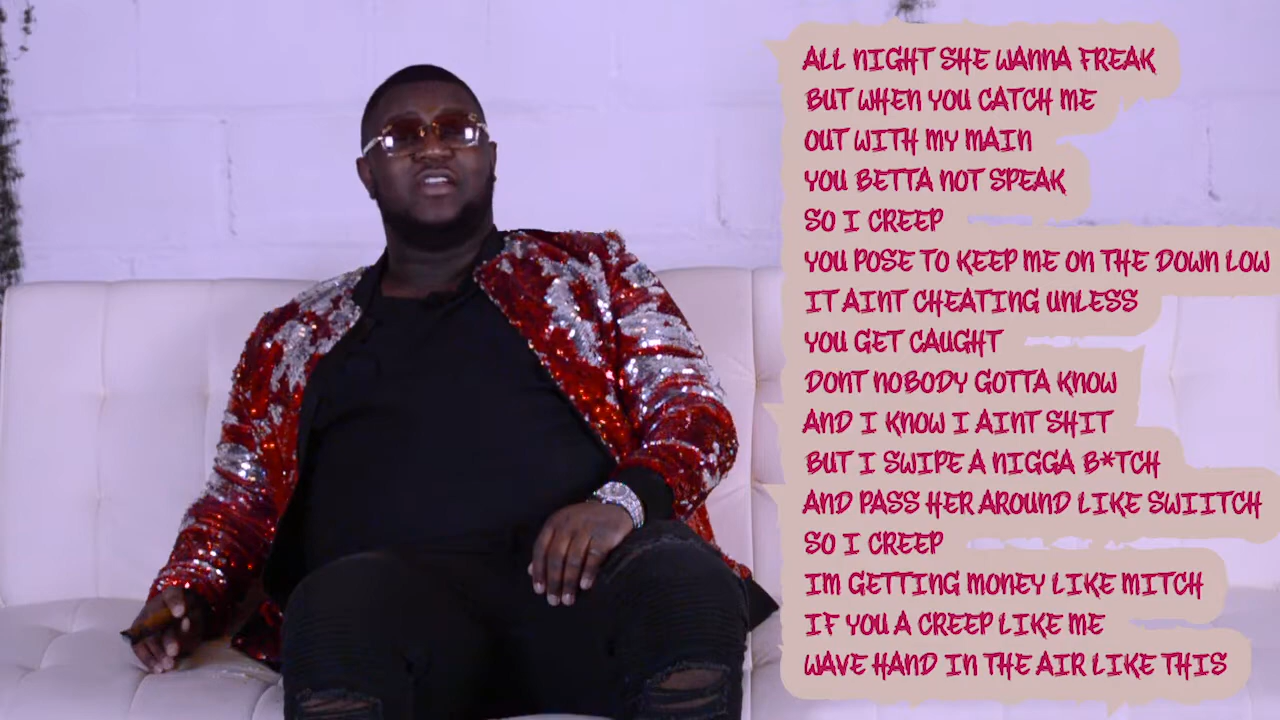 ALL NIGHT SHE WANNA FREAK
BUT WHEN YOU CATCH ME
OUT WITH MY MAIN
YOU BETTA NOT SPEAK
SO I CREEP
YOU POSE TO KEEP ME ON THE DOWN LOW
IT AINT CHEATING UNLESS
YOU GET CAUGHT
DONT NOBODY GOTTA KNOW
AND I KNOW I AINT SHIT
BUT I SWIPE A NIGGA B*TCH
AND PASS HER AROUND LIKE SWIITCH
SO I CREEP
IM GETTING MONEY LIKE MITCH
IF YOU A CREEP LIKE ME
WAVE HAND IN THE AIR LIKE THIS